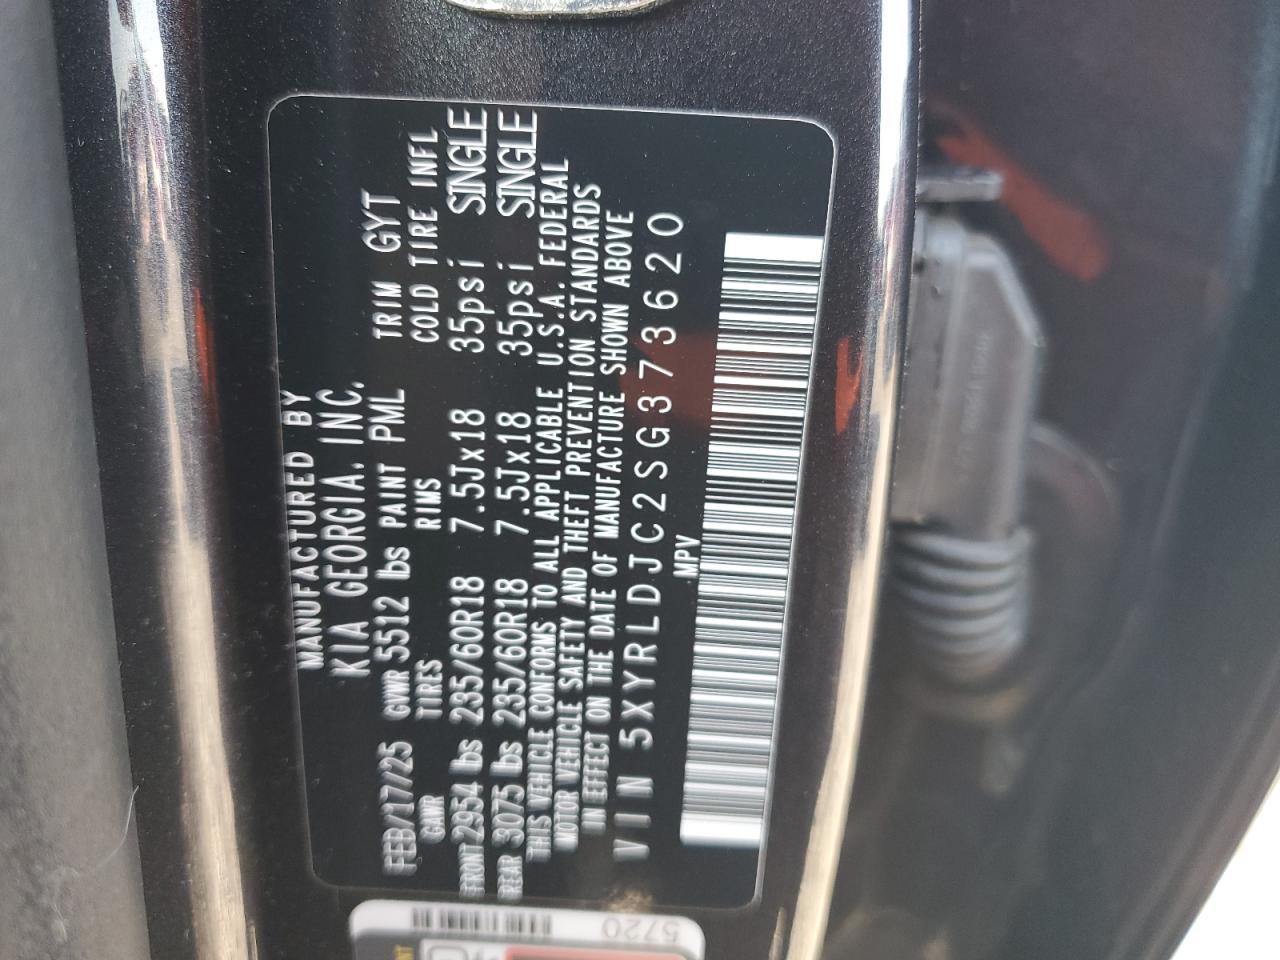 MANUFACTURED BY
KIA GEORGIA. INC.
FEB/17/25 GVWR 5512 lbs PAINT PML TRIM GYT
GAWR TIRES RIMS COLD TIRE INFL
FRONT 2954 lbs 235/60R18 7.5Jx18 35psi SINGLE
REAR 3075 lbs 235/60R18 7.5Jx18 35psi SINGLE
THIS VEHICLE CONFORMS TO ALL APPLICABLE U.S.A. FEDERAL
MOTOR VEHICLE SAFETY AND THEFT PREVENTION STANDARDS
IN EFFECT ON THE DATE OF MANUFACTURE SHOWN ABOVE
VIN 5XYRLDJC2SG373620
MPV
5720